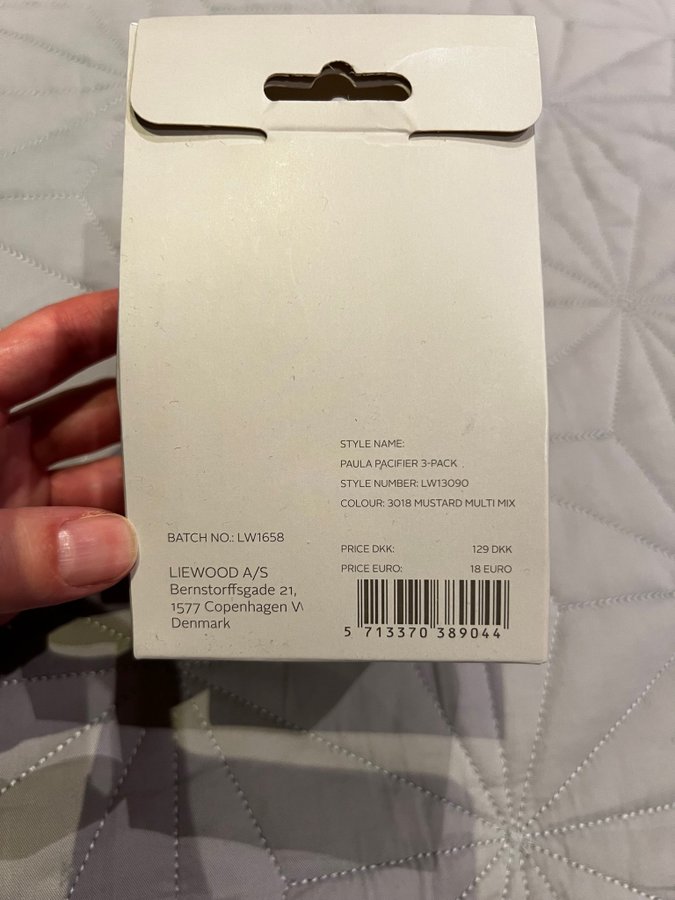 STYLE NAME:
PAULA PACIFIER 3-PACK
STYLE NUMBER: LW13090
COLOUR: 3018 MUSTARD MULTI MIX
BATCH NO.: LW1658
LIEWOOD A/S
Bernstorffsgade 21,
1577 Copenhagen V
Denmark
PRICE DKK: 129 DKK
PRICE EURO: 18 EURO
5 713370 389044